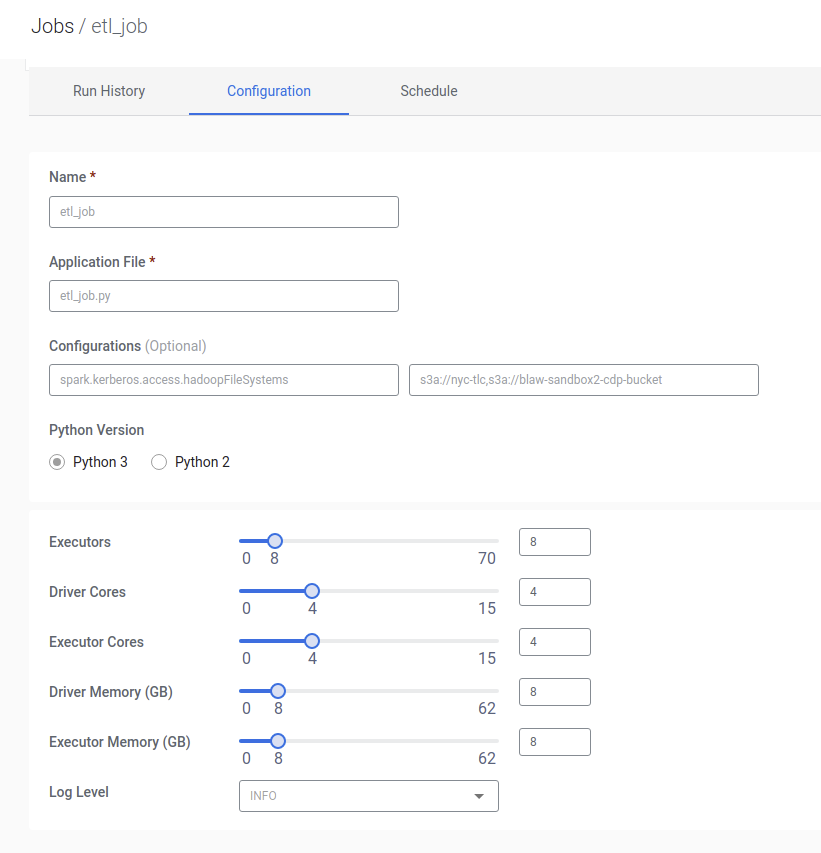 Jobs / etl_job
Run History Configuration Schedule
Name *
etl_job
Application File *
etl_job.py
Configurations (Optional)
spark.kerberos.access.hadoopFileSystems s3a://nyc-tlc,s3a://blaw-sandbox2-cdp-bucket
Python Version
Python 3 Python 2
Executors 8
0 8 70
Driver Cores 4
0 4 15
Executor Cores 4
0 4 15
Driver Memory (GB) 8
0 8 62
Executor Memory (GB) 8
0 8 62
Log Level INFO